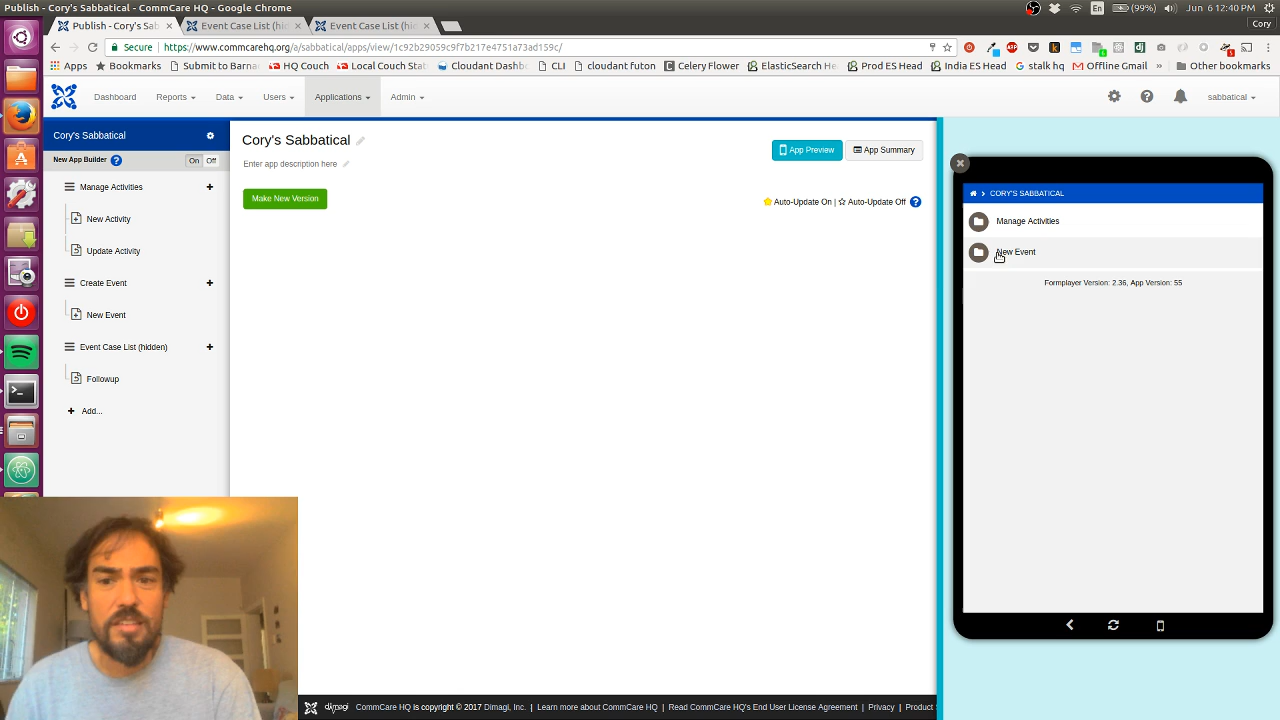 Publish - Cory's Sabbatical - CommCare HQ - Google Chrome
En (99%) Jun 6 12:40 PM
Publish - Cory's Sab × Event Case List (hid × Event Case List (hid × Cory
Secure https://www.commcarehq.org/a/sabbatical/apps/view/1c92b29059c9f7b217e4751a73ad159c/
Apps Bookmarks Submit to Barna HQ Couch Local Couch Stat Cloudant Dashb CLI cloudant futon Celery Flower ElasticSearch Hea Prod ES Head India ES Head stalk hq Offline Gmail » Other bookmarks
Dashboard Reports Data Users Applications Admin sabbatical
Cory's Sabbatical
New App Builder ? On Off
Manage Activities +
New Activity
Update Activity
Create Event +
New Event
Event Case List (hidden) +
Followup
+ Add...
Cory's Sabbatical
Enter app description here
App Preview App Summary
Make New Version
Auto-Update On | Auto-Update Off ?
CORY'S SABBATICAL
Manage Activities
New Event
Formplayer Version: 2.36, App Version: 55
dimagi CommCare HQ is copyright © 2017 Dimagi, Inc. | Learn more about CommCare HQ | Read CommCare HQ's End User License Agreement | Privacy | Product